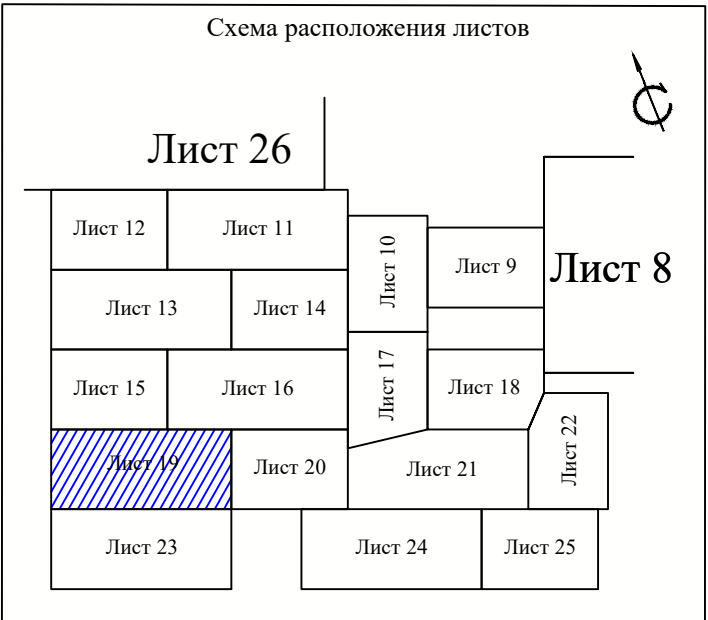 Схема расположения листов
Лист 26
Лист 12
Лист 11
Лист 10
Лист 9
Лист 8
Лист 13
Лист 14
Лист 15
Лист 16
Лист 17
Лист 18
Лист 19
Лист 20
Лист 21
Лист 22
Лист 23
Лист 24
Лист 25